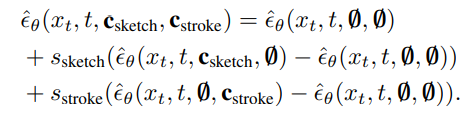 ε̂_θ(x_t, t, c_sketch, c_stroke) = ε̂_θ(x_t, t, ∅, ∅)
+ s_sketch(ε̂_θ(x_t, t, c_sketch, ∅) − ε̂_θ(x_t, t, ∅, ∅))
+ s_stroke(ε̂_θ(x_t, t, ∅, c_stroke) − ε̂_θ(x_t, t, ∅, ∅)).